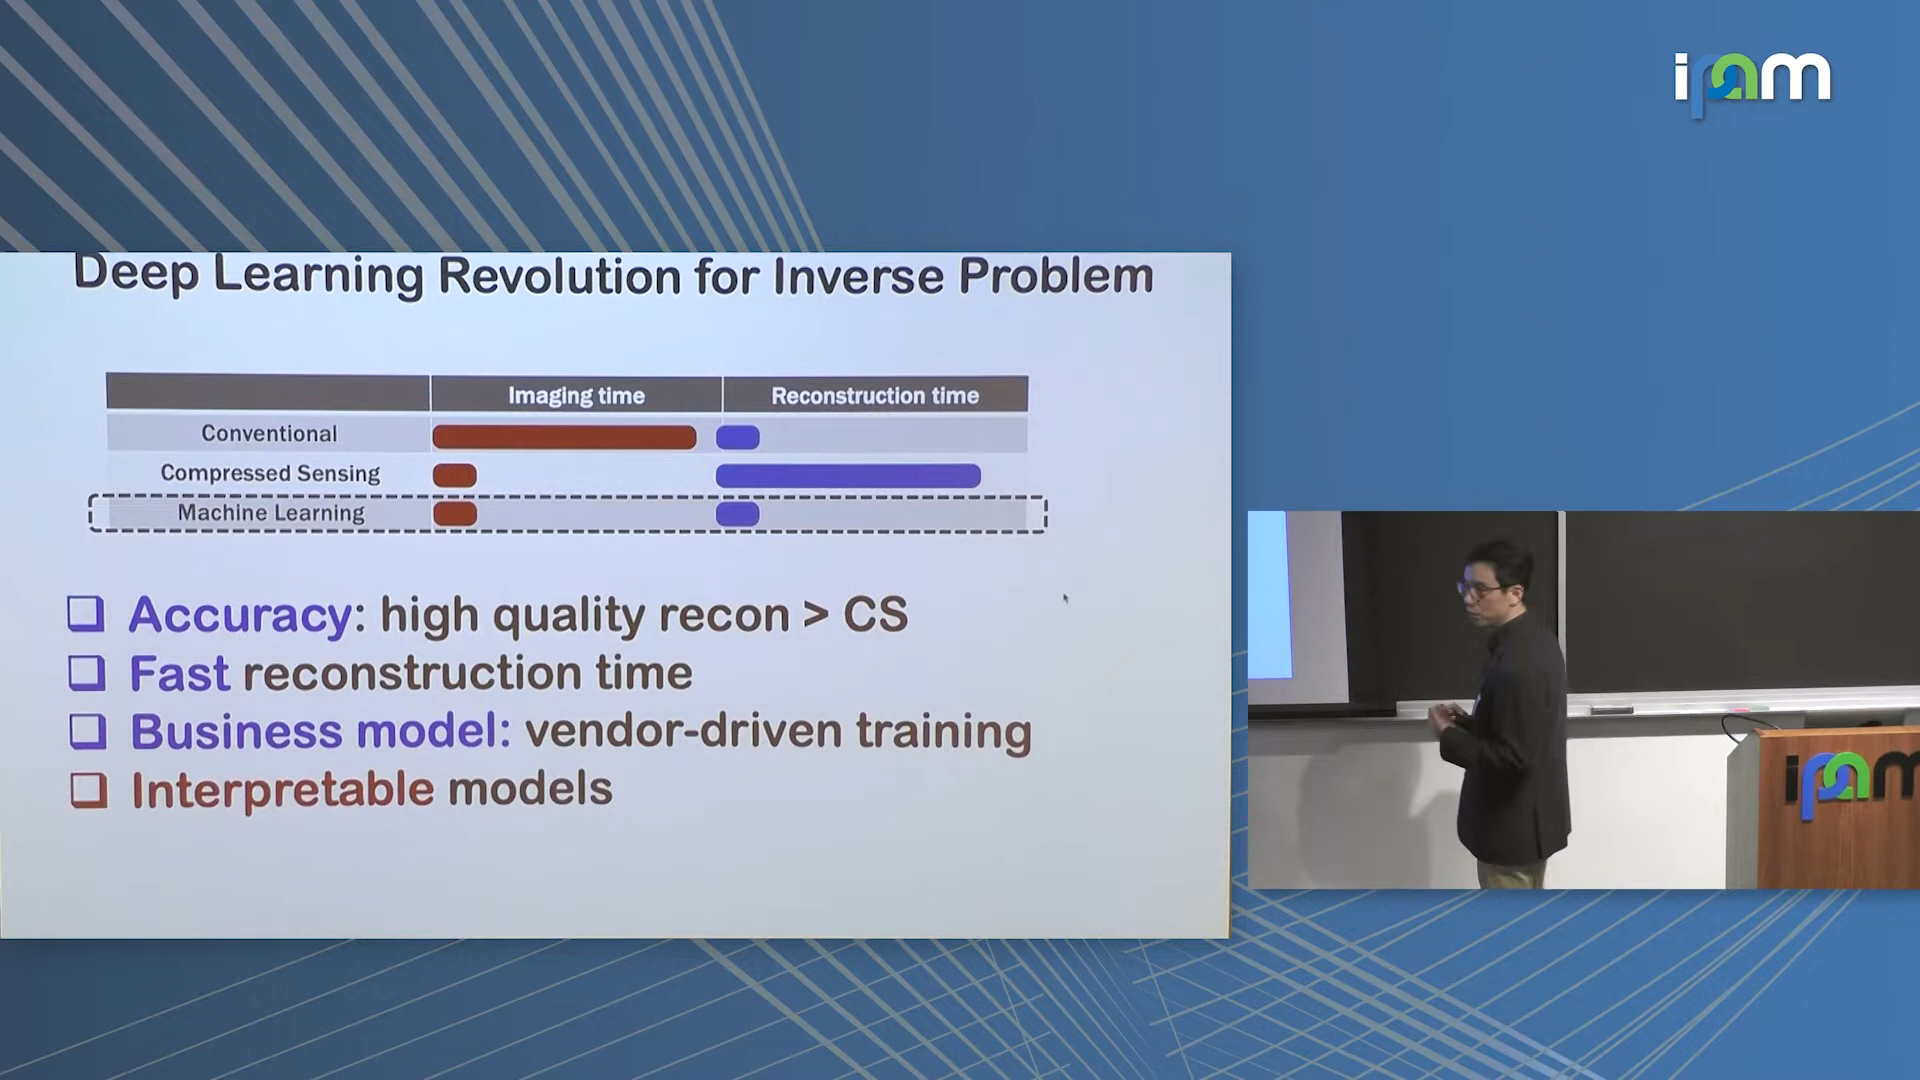 ipam
Deep Learning Revolution for Inverse Problem
Imaging time
Reconstruction time
Conventional
Compressed Sensing
Machine Learning
❑ Accuracy: high quality recon > CS
❑ Fast reconstruction time
❑ Business model: vendor-driven training
❑ Interpretable models
ipam